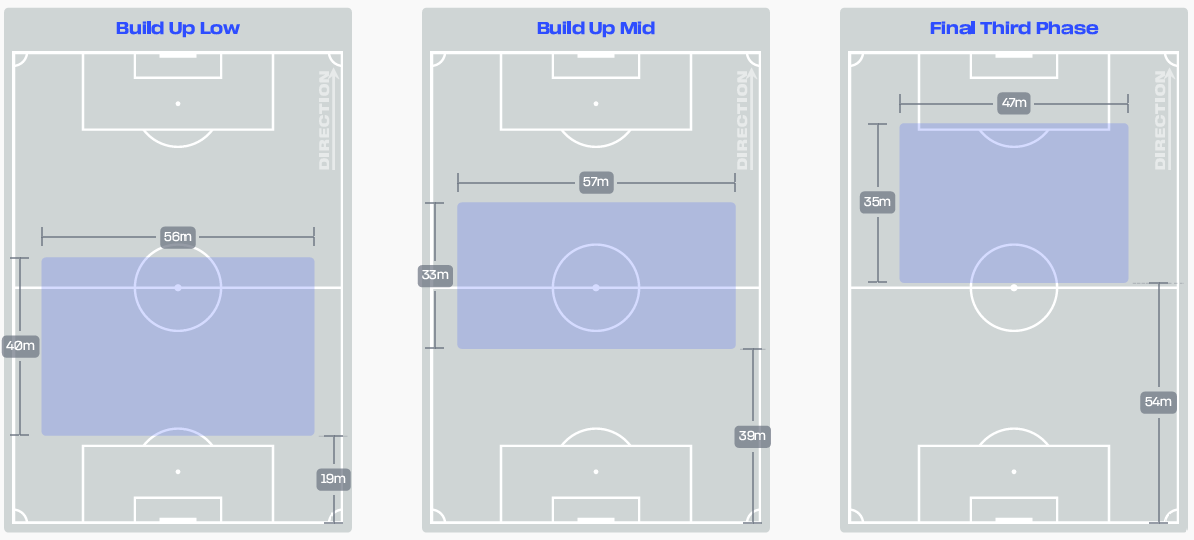 Build Up Low
DIRECTION
56m
40m
19m
Build Up Mid
DIRECTION
57m
33m
39m
Final Third Phase
DIRECTION
47m
35m
54m